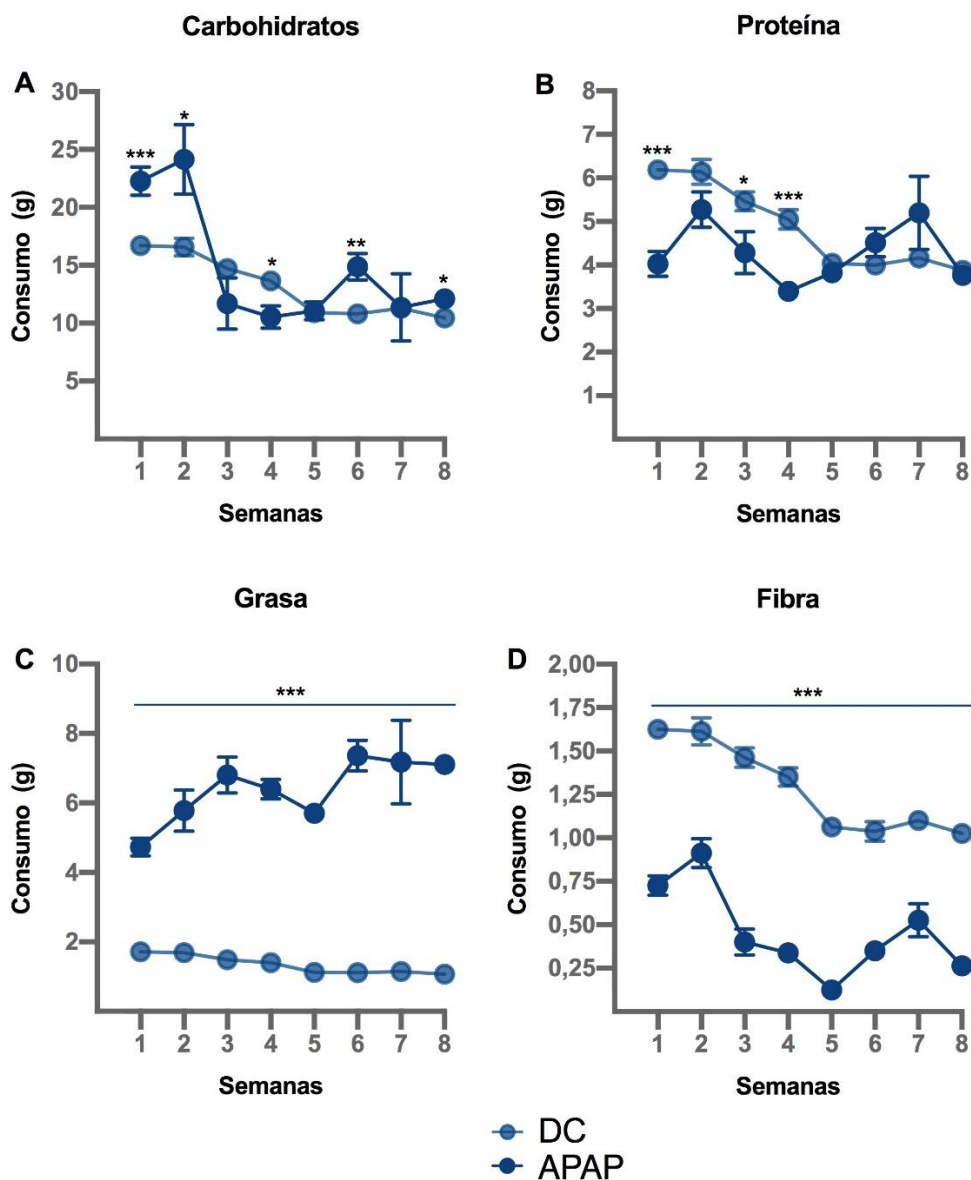 Carbohidratos
A
Consumo (g)
30
25
20
15
10
5
***
*
*
**
*
1 2 3 4 5 6 7 8
Semanas
Proteína
B
Consumo (g)
8
7
6
5
4
3
2
1
***
*
***
1 2 3 4 5 6 7 8
Semanas
Grasa
C
Consumo (g)
10
8
6
4
2
***
1 2 3 4 5 6 7 8
Semanas
Fibra
D
Consumo (g)
2,00
1,75
1,50
1,25
1,00
0,75
0,50
0,25
***
1 2 3 4 5 6 7 8
Semanas
DC
APAP